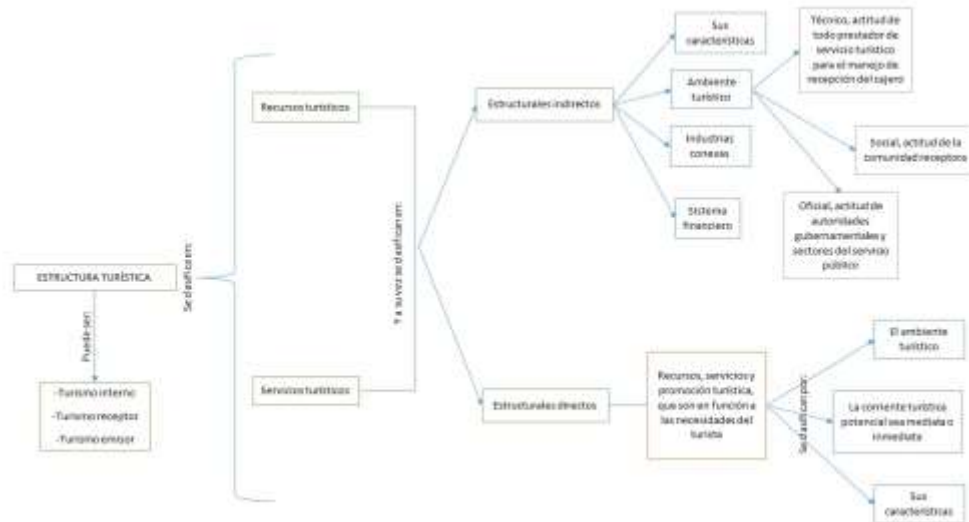 ESTRUCTURA TURÍSTICA
Puede ser:
-Turismo interno
-Turismo receptor
-Turismo emisor
Se clasifica en:
Recursos turísticos
Servicios turísticos
Y a su vez se clasifican en:
Estructurales indirectos
Sus
características
Ambiente
turístico
Industrias
conexas
Sistema
financiero
Técnico, actitud de
todo prestador de
servicio turístico
para el manejo de
recepción del cajero
Social, actitud de la
comunidad receptora
Oficial, actitud de
autoridades
gubernamentales y
sectores del servicio
público
Estructurales directos
Recursos, servicios y
promoción turística,
que son en función a
las necesidades del
turista
Se clasifican por:
El ambiente
turístico
La corriente turística
potencial sea mediata o
inmediata
Sus
características